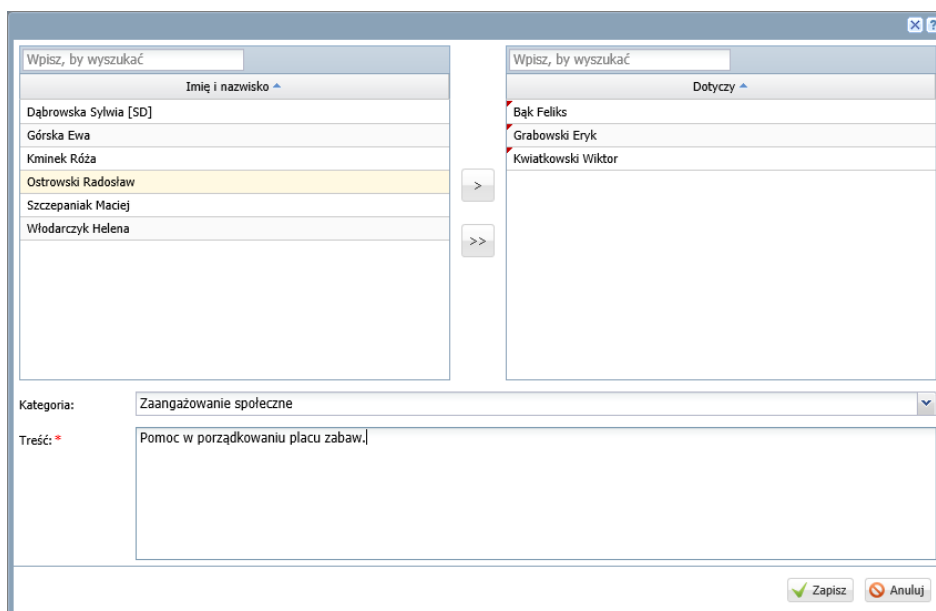 ?
Wpisz, by wyszukać
Imię i nazwisko
Dąbrowska Sylwia [SD]
Górska Ewa
Kminek Róża
Ostrowski Radosław
Szczepaniak Maciej
Włodarczyk Helena
>
>>
Wpisz, by wyszukać
Dotyczy
Bąk Feliks
Grabowski Eryk
Kwiatkowski Wiktor
Kategoria:
Zaangażowanie społeczne
Treść: *
Pomoc w porządkowaniu placu zabaw.
Zapisz
Anuluj